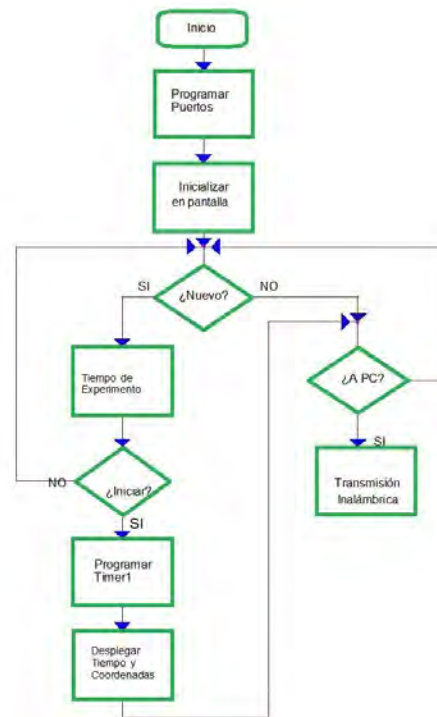 Inicio
Programar
Puertos
Inicializar
en pantalla
SI
¿Nuevo?
NO
Tiempo de
Experimento
¿A PC?
SI
NO
¿Iniciar?
SI
Transmisión
Inalámbrica
Programar
Timer1
Desplegar
Tiempo y
Coordenadas